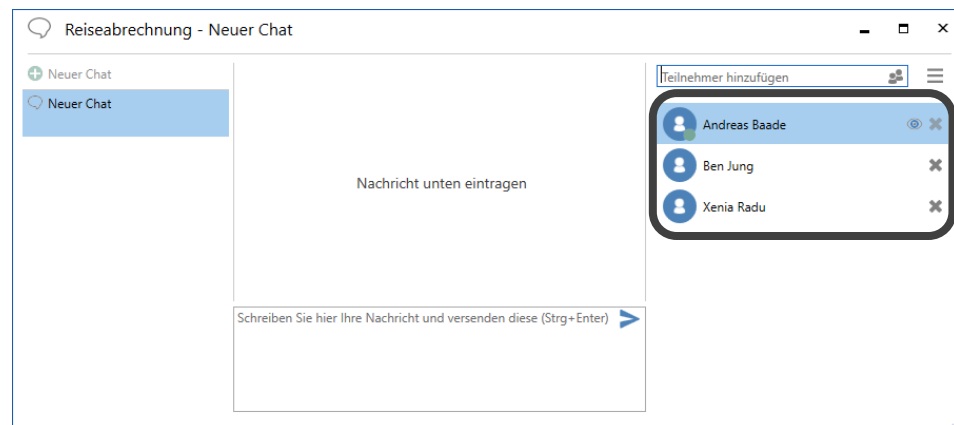 Reiseabrechnung - Neuer Chat
Neuer Chat
Neuer Chat
Nachricht unten eintragen
Schreiben Sie hier Ihre Nachricht und versenden diese (Strg+Enter)
Teilnehmer hinzufügen
Andreas Baade
Ben Jung
Xenia Radu